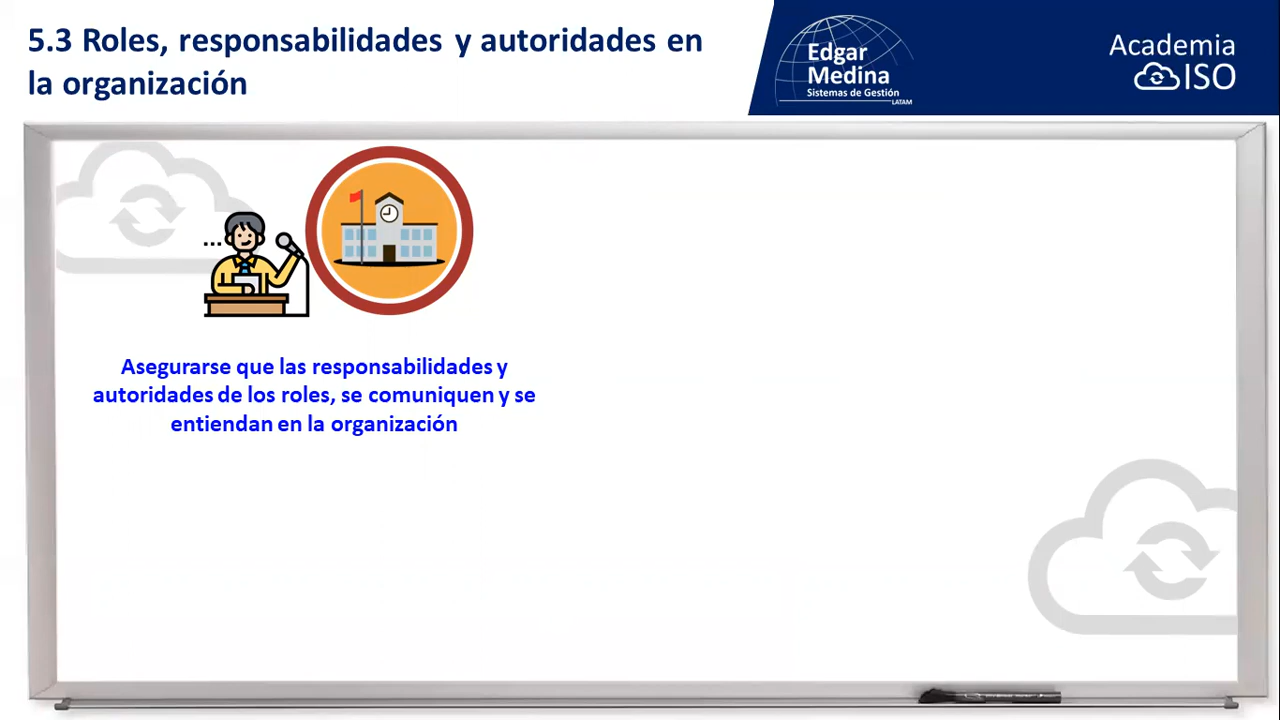 5.3 Roles, responsabilidades y autoridades en
la organización
Edgar
Medina
Sistemas de Gestión
LATAM
Academia
ISO
Asegurarse que las responsabilidades y
autoridades de los roles, se comuniquen y se
entiendan en la organización